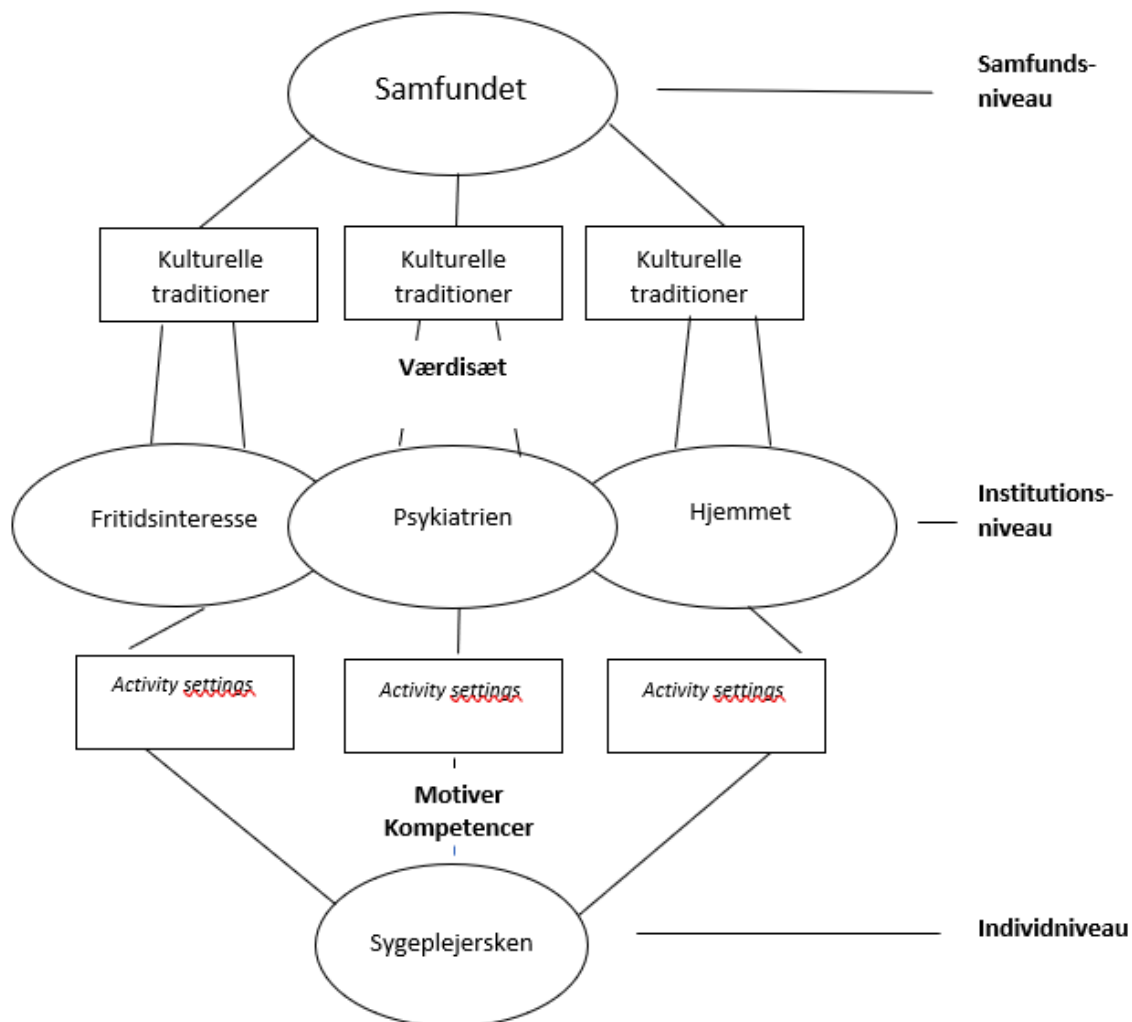 Samfundet
Samfunds-
niveau
Kulturelle
traditioner
Kulturelle
traditioner
Kulturelle
traditioner
Værdisæt
Fritidsinteresse
Psykiatrien
Hjemmet
Institutions-
niveau
Activity settings
Activity settings
Activity settings
Motiver
Kompetencer
Sygeplejersken
Individniveau